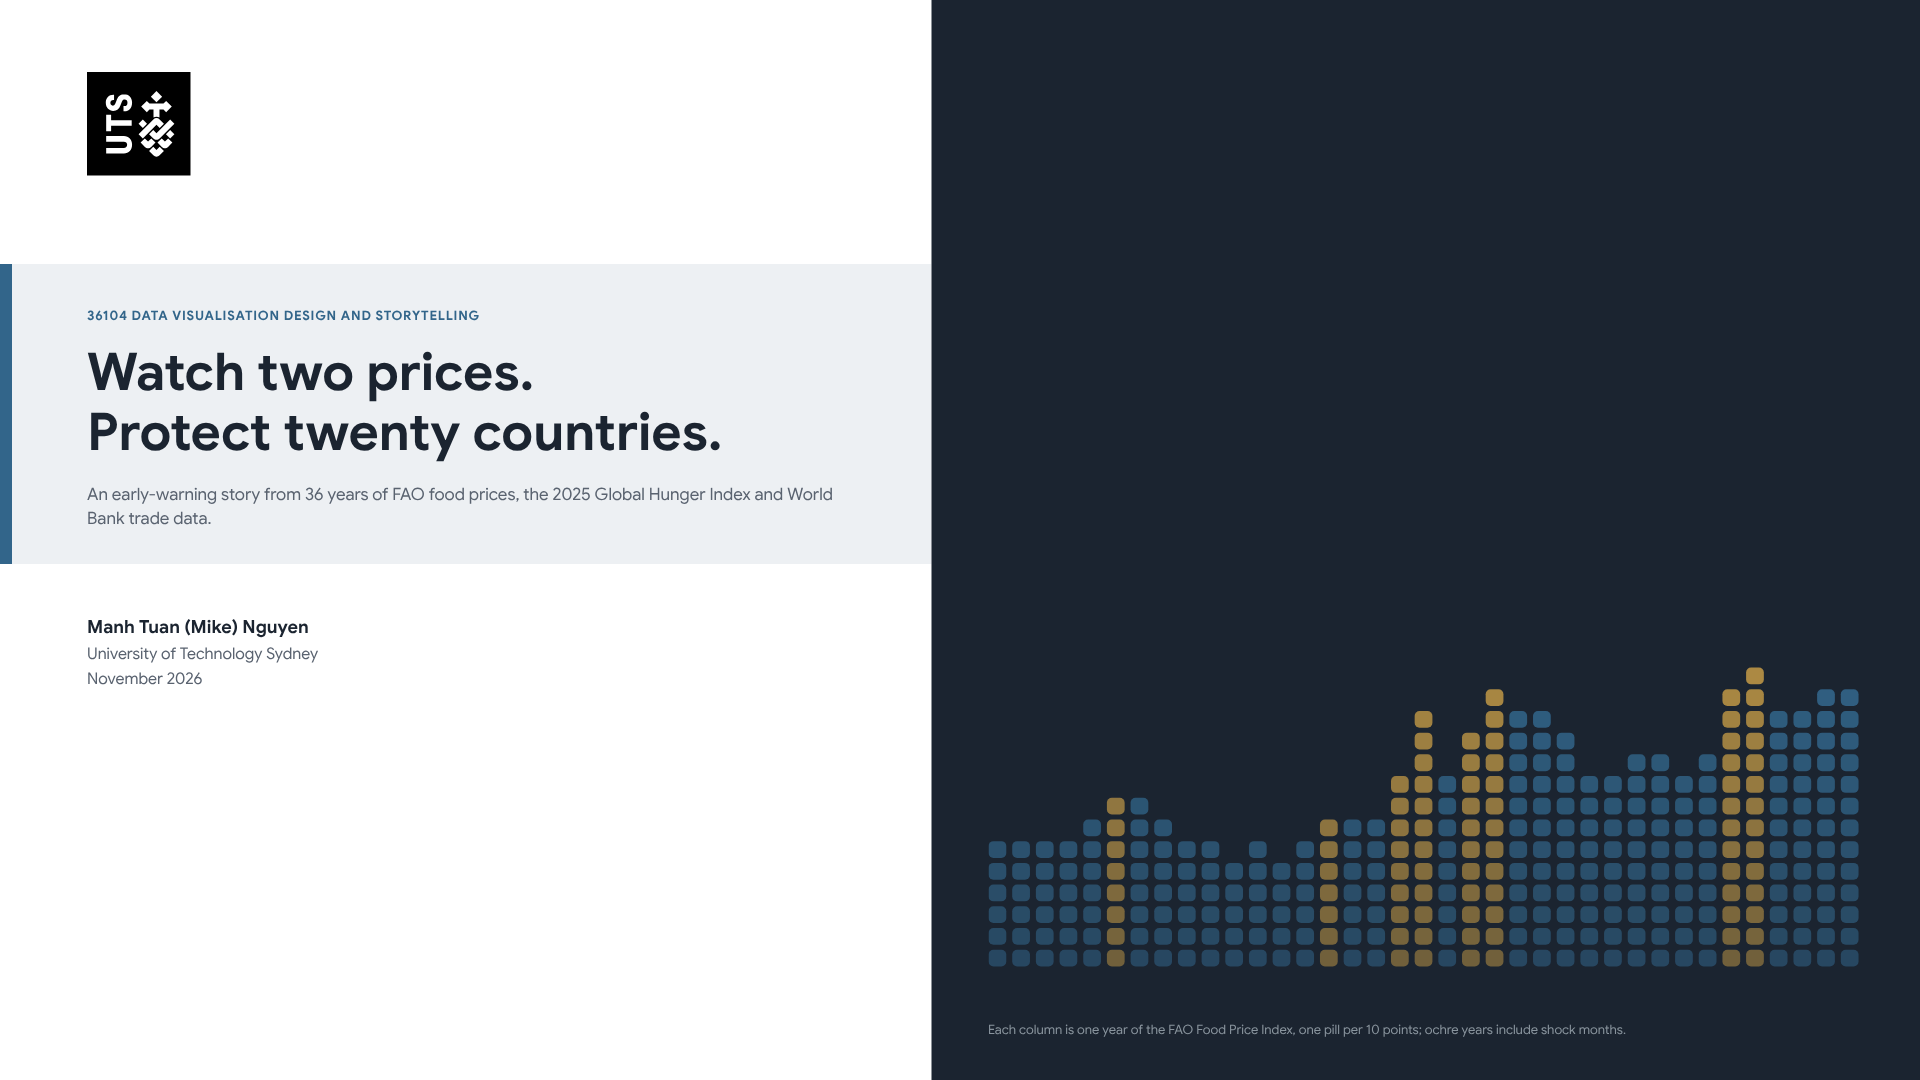 UTS
36104 DATA VISUALISATION DESIGN AND STORYTELLING
Watch two prices.
Protect twenty countries.
An early-warning story from 36 years of FAO food prices, the 2025 Global Hunger Index and World
Bank trade data.
Manh Tuan (Mike) Nguyen
University of Technology Sydney
November 2026
Each column is one year of the FAO Food Price Index, one pill per 10 points; ochre years include shock months.